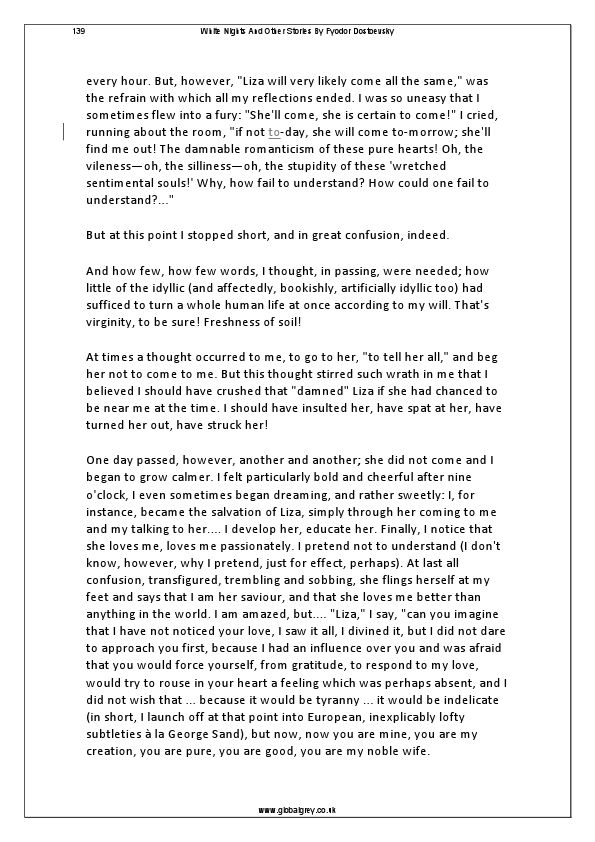 139 White Nights And Other Stories By Fyodor Dostoevsky
every hour. But, however, "Liza will very likely come all the same," was
the refrain with which all my reflections ended. I was so uneasy that I
sometimes flew into a fury: "She'll come, she is certain to come!" I cried,
running about the room, "if not to-day, she will come to-morrow; she'll
find me out! The damnable romanticism of these pure hearts! Oh, the
vileness—oh, the silliness—oh, the stupidity of these 'wretched
sentimental souls!' Why, how fail to understand? How could one fail to
understand?..."
But at this point I stopped short, and in great confusion, indeed.
And how few, how few words, I thought, in passing, were needed; how
little of the idyllic (and affectedly, bookishly, artificially idyllic too) had
sufficed to turn a whole human life at once according to my will. That's
virginity, to be sure! Freshness of soil!
At times a thought occurred to me, to go to her, "to tell her all," and beg
her not to come to me. But this thought stirred such wrath in me that I
believed I should have crushed that "damned" Liza if she had chanced to
be near me at the time. I should have insulted her, have spat at her, have
turned her out, have struck her!
One day passed, however, another and another; she did not come and I
began to grow calmer. I felt particularly bold and cheerful after nine
o'clock, I even sometimes began dreaming, and rather sweetly: I, for
instance, became the salvation of Liza, simply through her coming to me
and my talking to her.... I develop her, educate her. Finally, I notice that
she loves me, loves me passionately. I pretend not to understand (I don't
know, however, why I pretend, just for effect, perhaps). At last all
confusion, transfigured, trembling and sobbing, she flings herself at my
feet and says that I am her saviour, and that she loves me better than
anything in the world. I am amazed, but.... "Liza," I say, "can you imagine
that I have not noticed your love, I saw it all, I divined it, but I did not dare
to approach you first, because I had an influence over you and was afraid
that you would force yourself, from gratitude, to respond to my love,
would try to rouse in your heart a feeling which was perhaps absent, and I
did not wish that ... because it would be tyranny ... it would be indelicate
(in short, I launch off at that point into European, inexplicably lofty
subtleties à la George Sand), but now, now you are mine, you are my
creation, you are pure, you are good, you are my noble wife.
www.globalgrey.co.uk